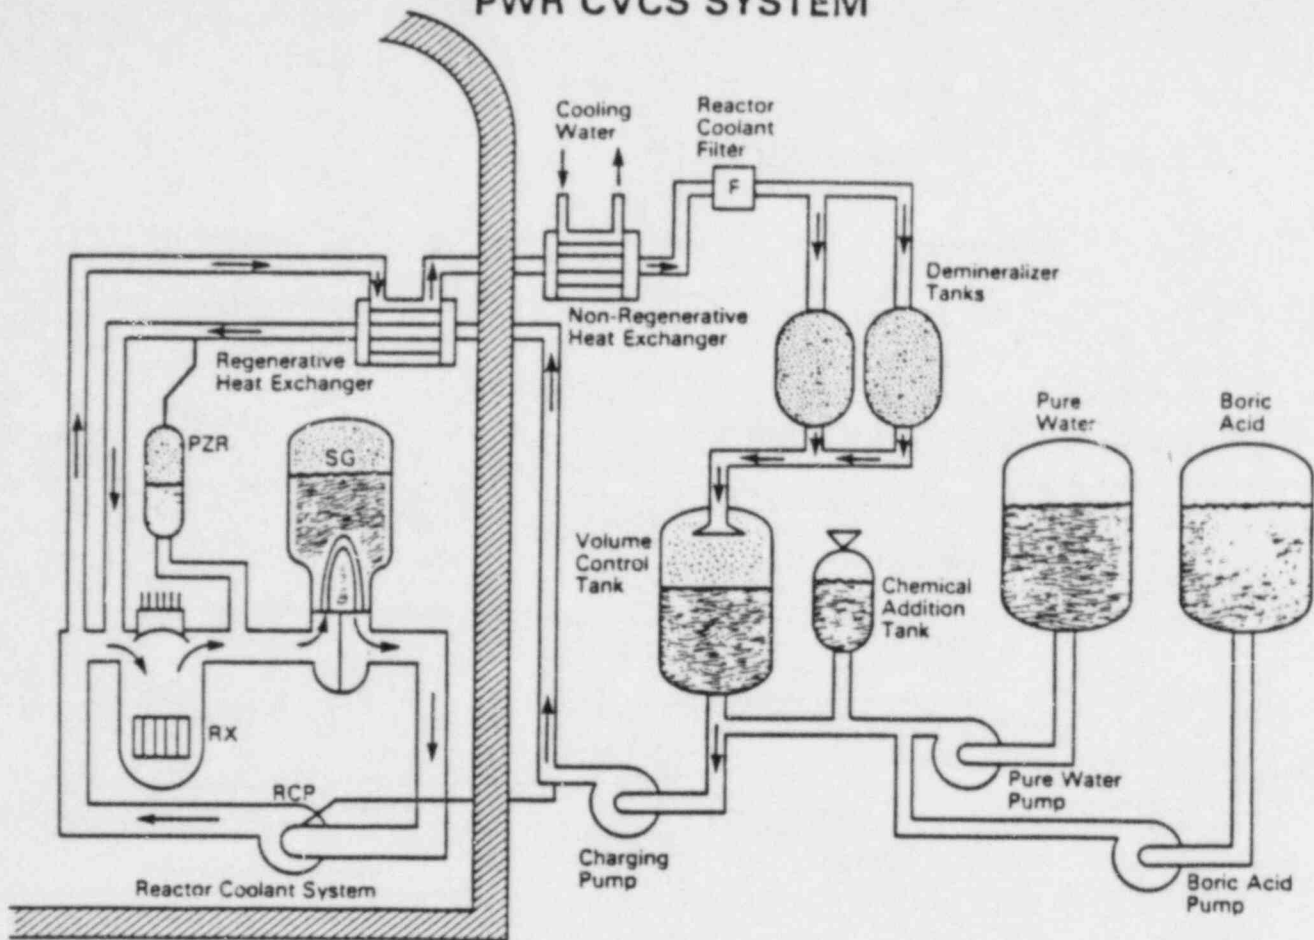 PWR CVCS SYSTEM
Cooling
Water
Reactor
Coolant
Filter
F
Demineralizer
Tanks
Non-Regenerative
Heat Exchanger
Regenerative
Heat Exchanger
PZR
SG
Pure
Water
Boric
Acid
Volume
Control
Tank
Chemical
Addition
Tank
RX
RCP
Pure Water
Pump
Charging
Pump
Reactor Coolant System
Boric Acid
Pump